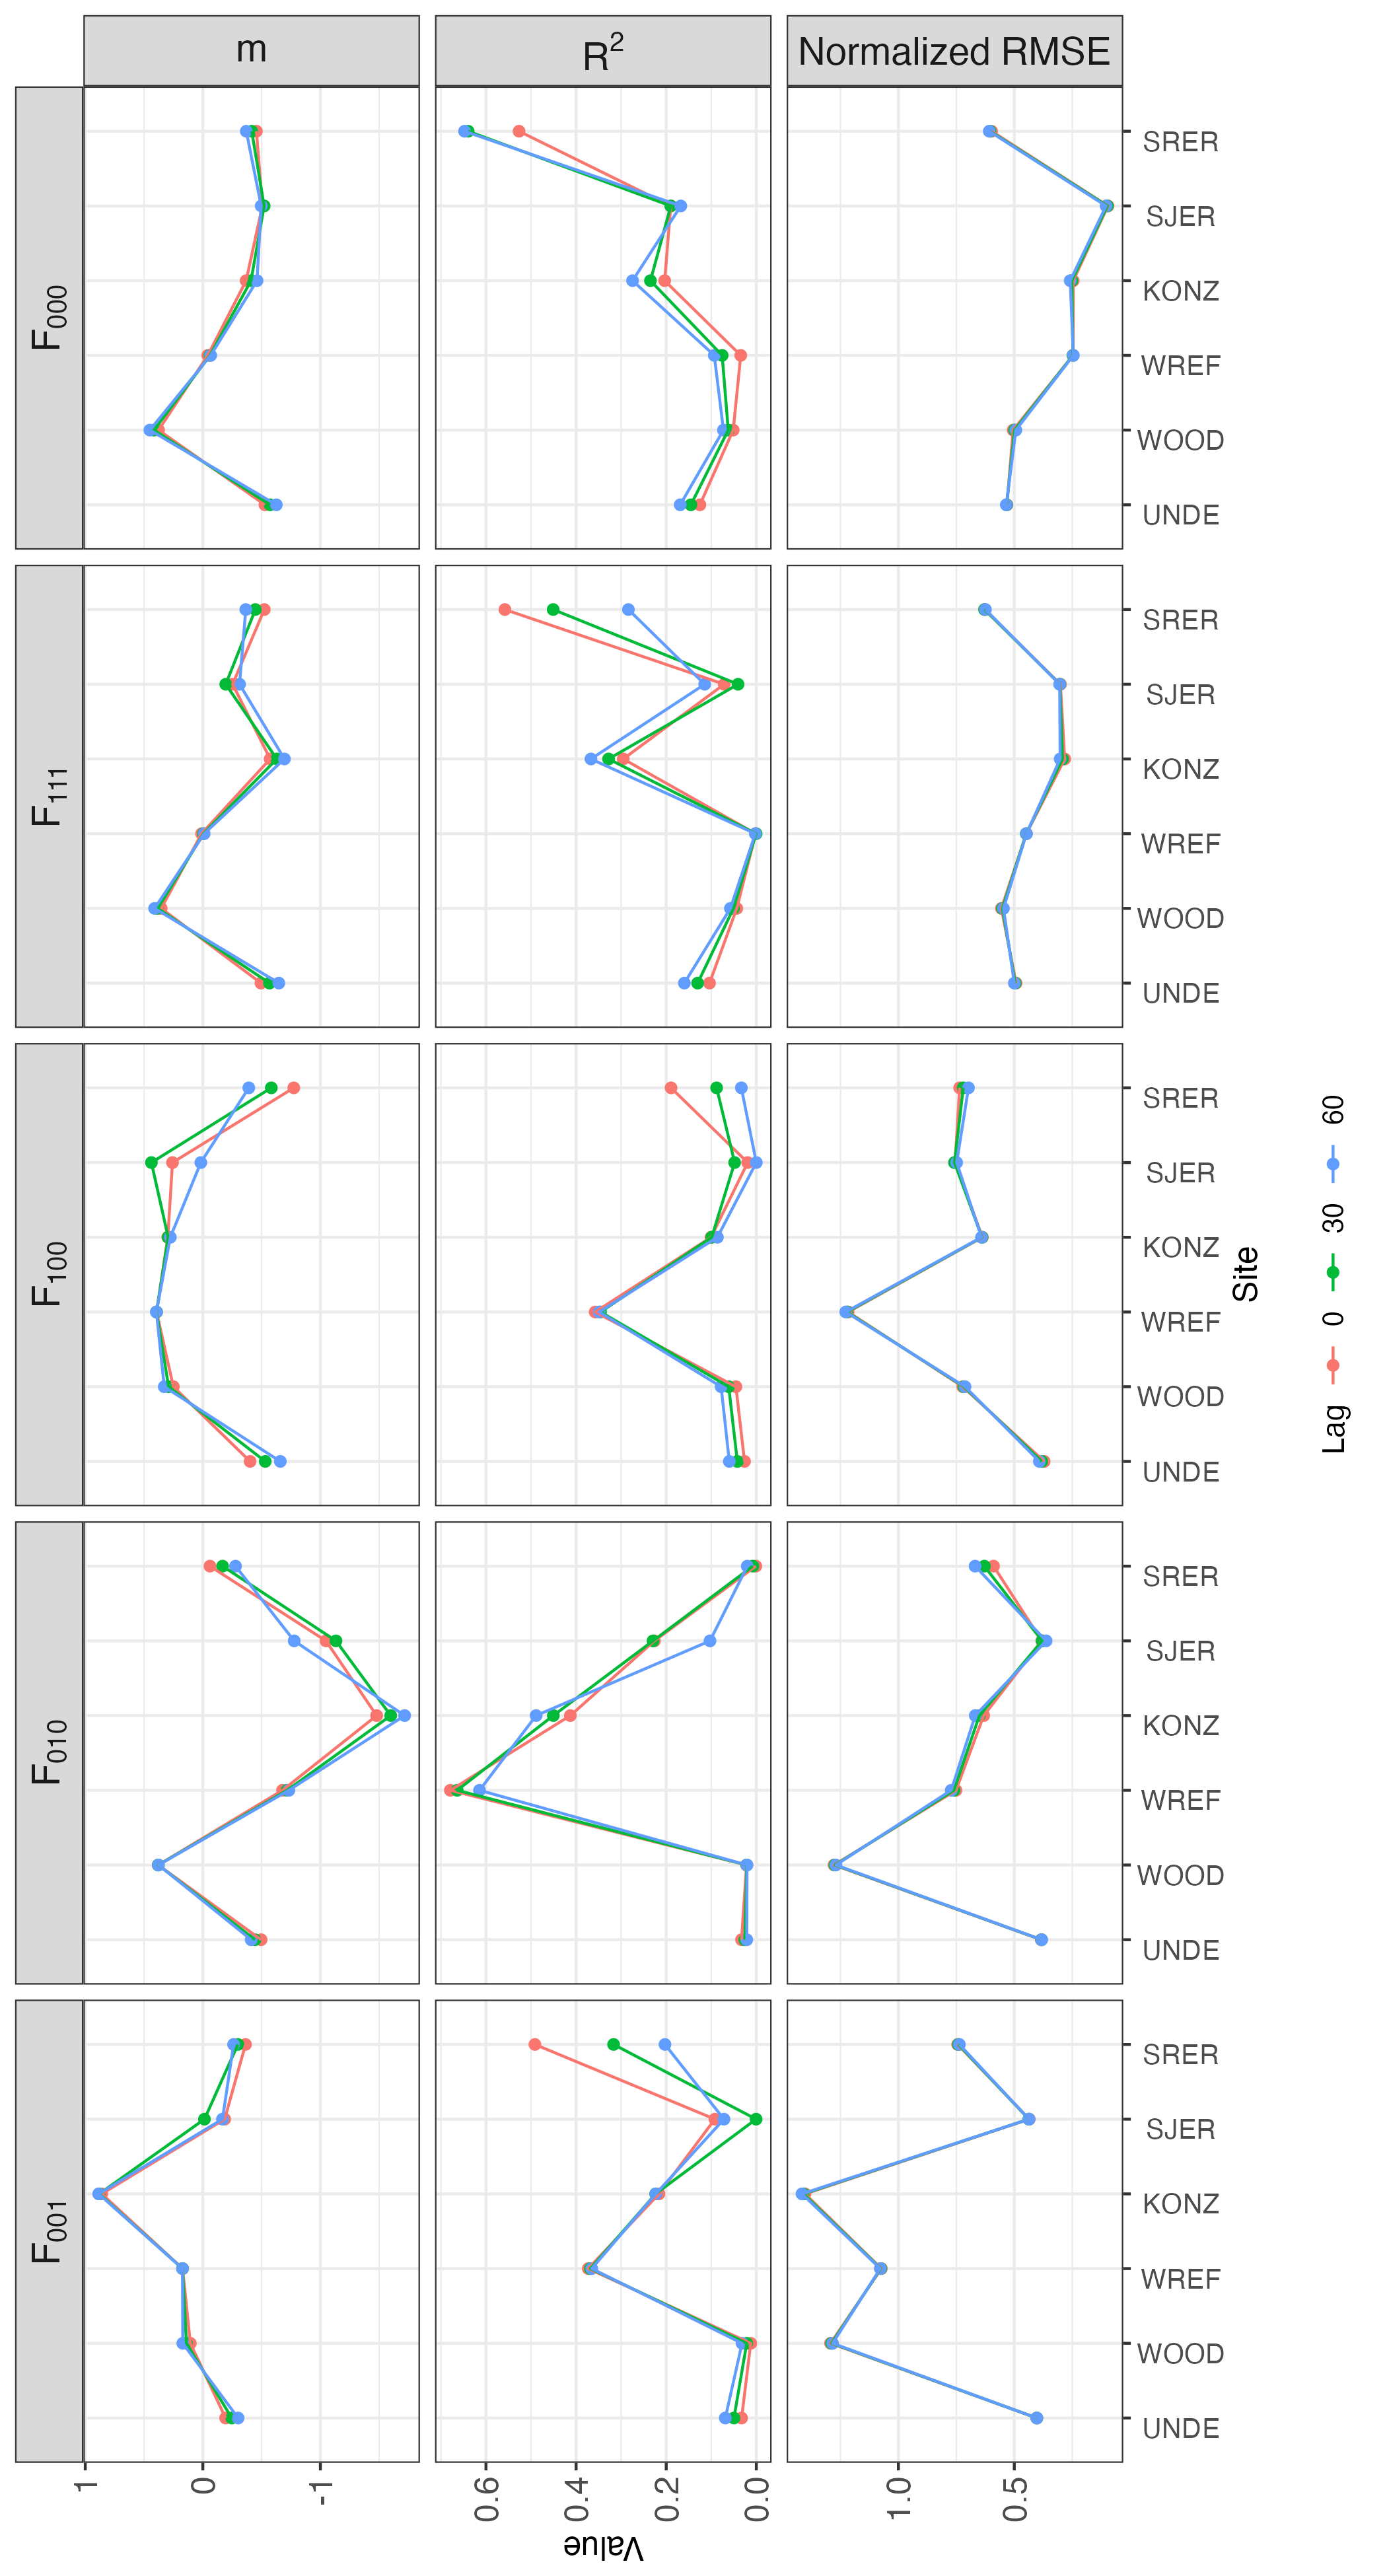 F001
F010
F100
F111
F000
m
R2
Normalized RMSE
Value
1
0
-1
0.6
0.4
0.2
0.0
1.0
0.5
UNDE
WOOD
WREF
KONZ
SJER
SRER
UNDE
WOOD
WREF
KONZ
SJER
SRER
UNDE
WOOD
WREF
KONZ
SJER
SRER
UNDE
WOOD
WREF
KONZ
SJER
SRER
UNDE
WOOD
WREF
KONZ
SJER
SRER
Site
Lag 0 30 60